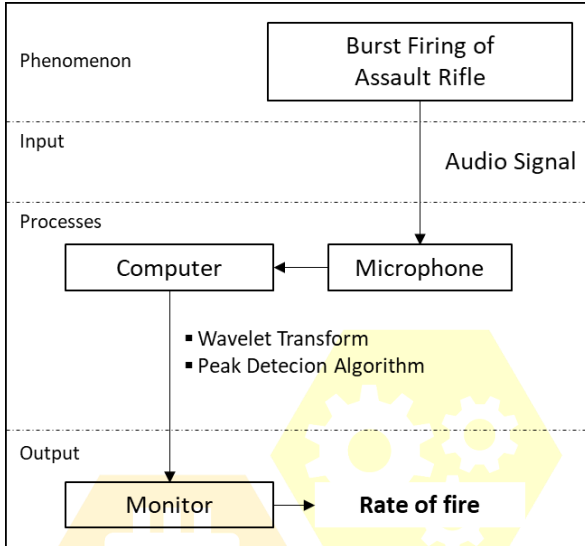 Phenomenon
Burst Firing of
Assault Rifle
Input
Audio Signal
Processes
Computer
Microphone
▪ Wavelet Transform
▪ Peak Detecion Algorithm
Output
Monitor
Rate of fire